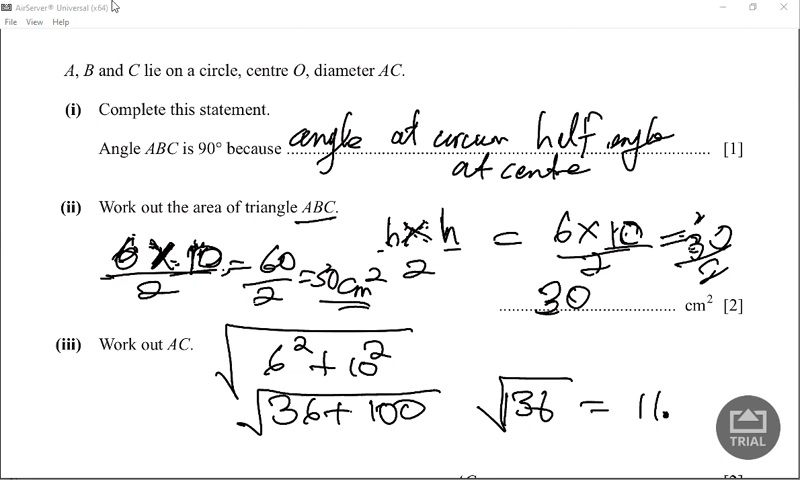 AirServer® Universal (x64)
File View Help
A, B and C lie on a circle, centre O, diameter AC.
(i) Complete this statement.
Angle ABC is 90° because angle at circum half angle [1]
at centre
(ii) Work out the area of triangle ABC.
6 × 10 / 2 = 60 / 2 = 30cm² b × h / 2 = 6 × 10 / 2 = 30
30 cm² [2]
(iii) Work out AC.
√6² + 10²
√36 + 100 √136 = 11.
TRIAL